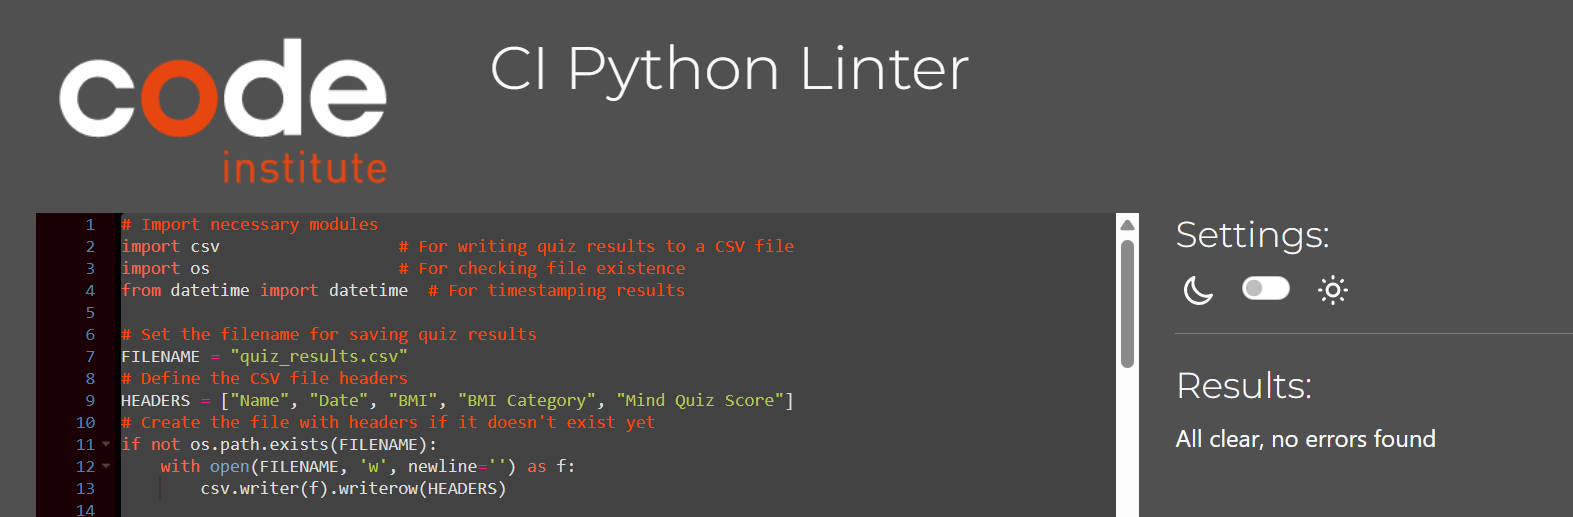 code
institute
CI Python Linter
1 # Import necessary modules
2 import csv                  # For writing quiz results to a CSV file
3 import os                   # For checking file existence
4 from datetime import datetime  # For timestamping results
5
6 # Set the filename for saving quiz results
7 FILENAME = "quiz_results.csv"
8 # Define the CSV file headers
9 HEADERS = ["Name", "Date", "BMI", "BMI Category", "Mind Quiz Score"]
10 # Create the file with headers if it doesn't exist yet
11 if not os.path.exists(FILENAME):
12     with open(FILENAME, 'w', newline='') as f:
13         csv.writer(f).writerow(HEADERS)
14
Settings:
Results:
All clear, no errors found